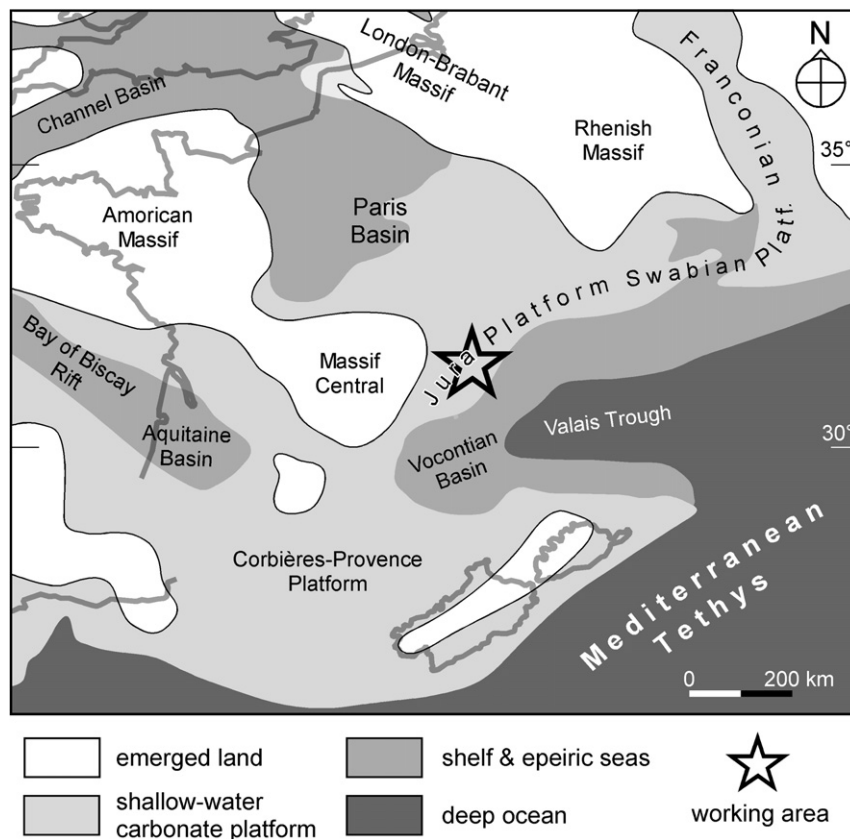 London-Brabant
Massif
N
Channel Basin
Franconian Platf.
Rhenish
Massif
35°
Amorican
Massif
Paris
Basin
Jura Platform Swabian
Bay of Biscay
Rift
Massif
Central
Valais Trough
Aquitaine
Basin
Vocontian
Basin
30°
Corbières-Provence
Platform
Mediterranean
Tethys
0 200 km
emerged land
shelf & epeiric seas
shallow-water
carbonate platform
deep ocean
working area